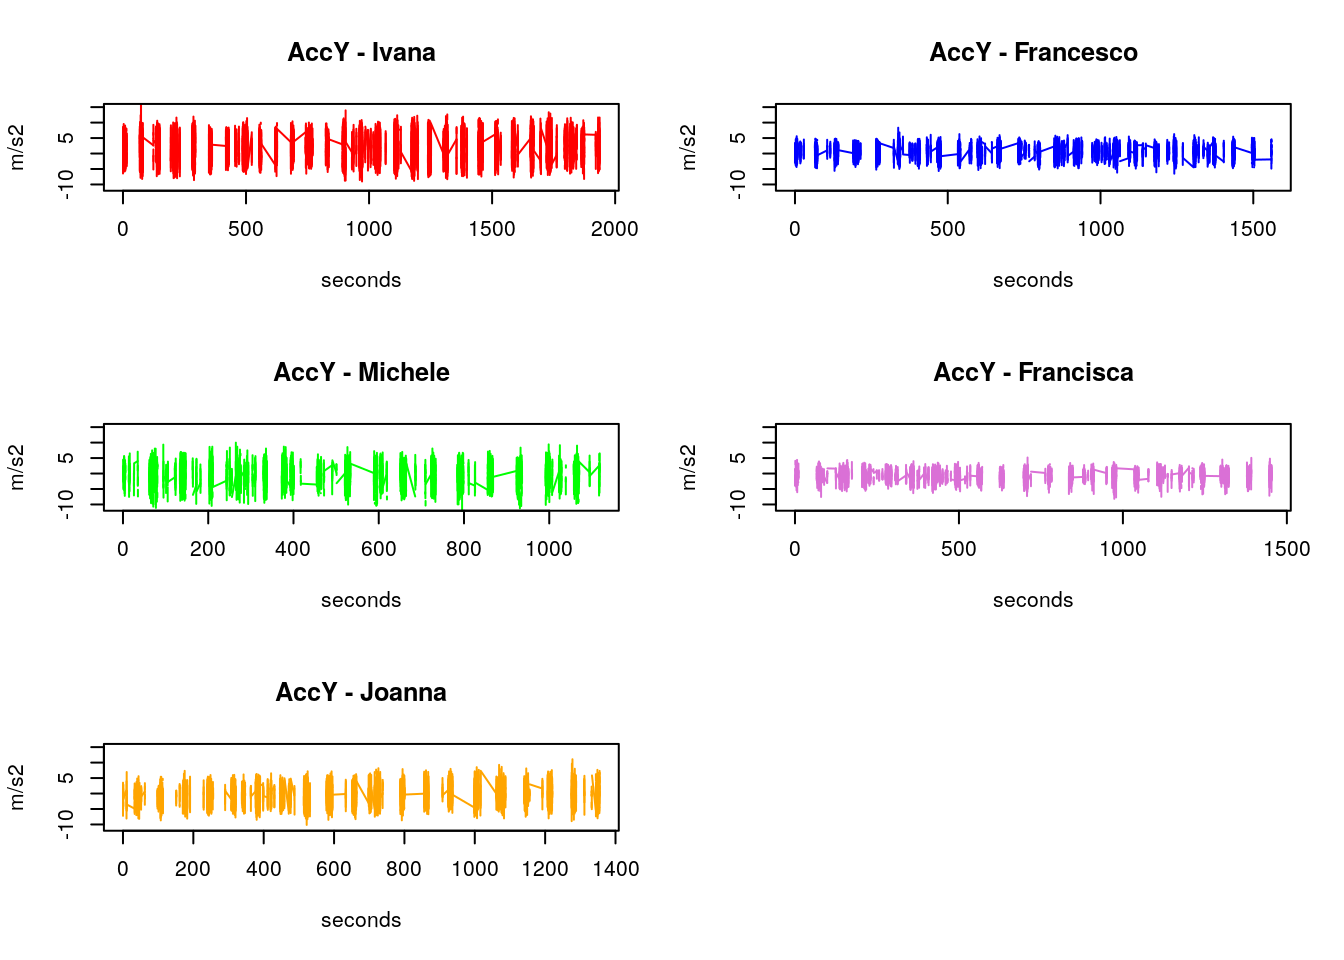 AccY - Ivana
m/s2
5
-10
0 500 1000 1500 2000
seconds
AccY - Francesco
m/s2
5
-10
0 500 1000 1500
seconds
AccY - Michele
m/s2
5
-10
0 200 400 600 800 1000
seconds
AccY - Francisca
m/s2
5
-10
0 500 1000 1500
seconds
AccY - Joanna
m/s2
5
-10
0 200 400 600 800 1000 1200 1400
seconds